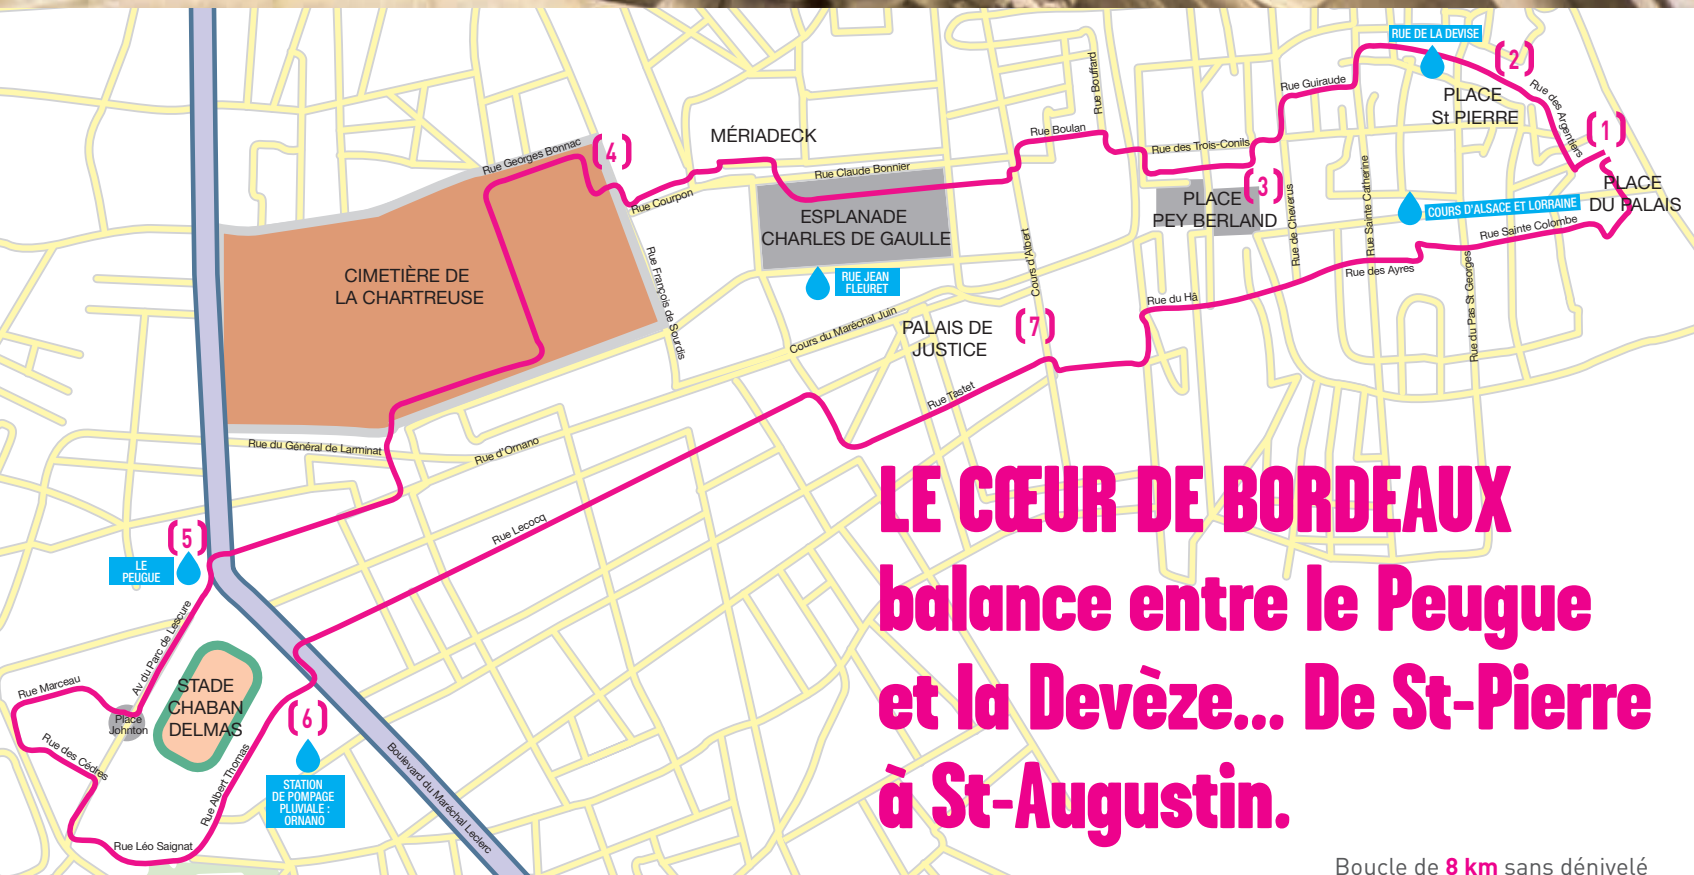 RUE DE LA DEVISE
(2)
Rue Bouffard
Rue Guiraude
PLACE
St PIERRE
Rue des Argentiers
(1)
MÉRIADECK
Rue Boulan
Rue des Trois-Conils
Rue Georges Bonnac
(4)
Rue Claude Bonnier
Rue Courpon
ESPLANADE
CHARLES DE GAULLE
PLACE
PEY BERLAND
(3)
Rue de Cheverus
Rue Sainte Catherine
COURS D'ALSACE ET LORRAINE
PLACE
DU PALAIS
Rue Sainte Colombe
CIMETIÈRE DE
LA CHARTREUSE
Rue François de Sourdis
RUE JEAN
FLEURET
Cours d'Albert
Rue des Ayres
Rue du Hâ
Rue du Pas St Georges
Cours du Maréchal Juin
PALAIS DE
JUSTICE
(7)
Rue Tastet
Rue du Général de Larminat
Rue d'Ornano
Rue Lecocq
(5)
LE
PEUGUE
Av du Parc de Lescure
Rue Marceau
Place
Johnton
STADE
CHABAN
DELMAS
Rue des Cèdres
Rue Albert Thomas
Rue Léo Saignat
(6)
STATION
DE POMPAGE
PLUVIALE :
ORNANO
Boulevard du Maréchal Leclerc
LE CŒUR DE BORDEAUX
balance entre le Peugue
et la Devèze... De St-Pierre
à St-Augustin.
Boucle de 8 km sans dénivelé